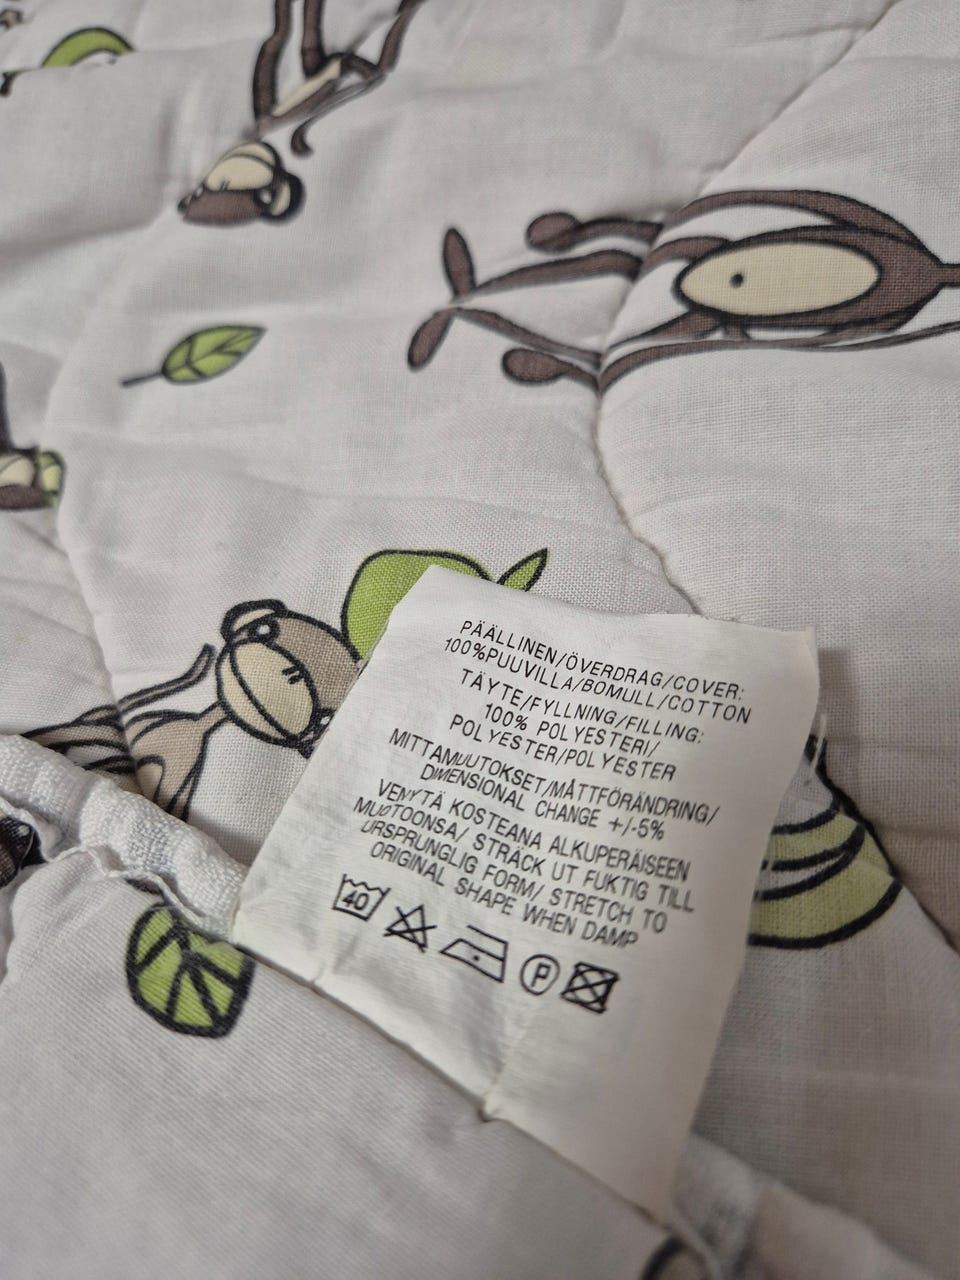 PÄÄLLINEN/ÖVERDRAG/COVER:
100%PUUVILLA/BOMULL/COTTON
TÄYTE/FYLLNING/FILLING:
100% POLYESTERI/
POLYESTER/POLYESTER
MITTAMUUTOKSET/MÅTTFÖRÄNDRING/
DIMENSIONAL CHANGE +/-5%
VENYTÄ KOSTEANA ALKUPERÄISEEN
MUOTOONSA/ STRÄCK UT FUKTIG TILL
URSPRUNGLIG FORM/ STRETCH TO
ORIGINAL SHAPE WHEN DAMP
40 P